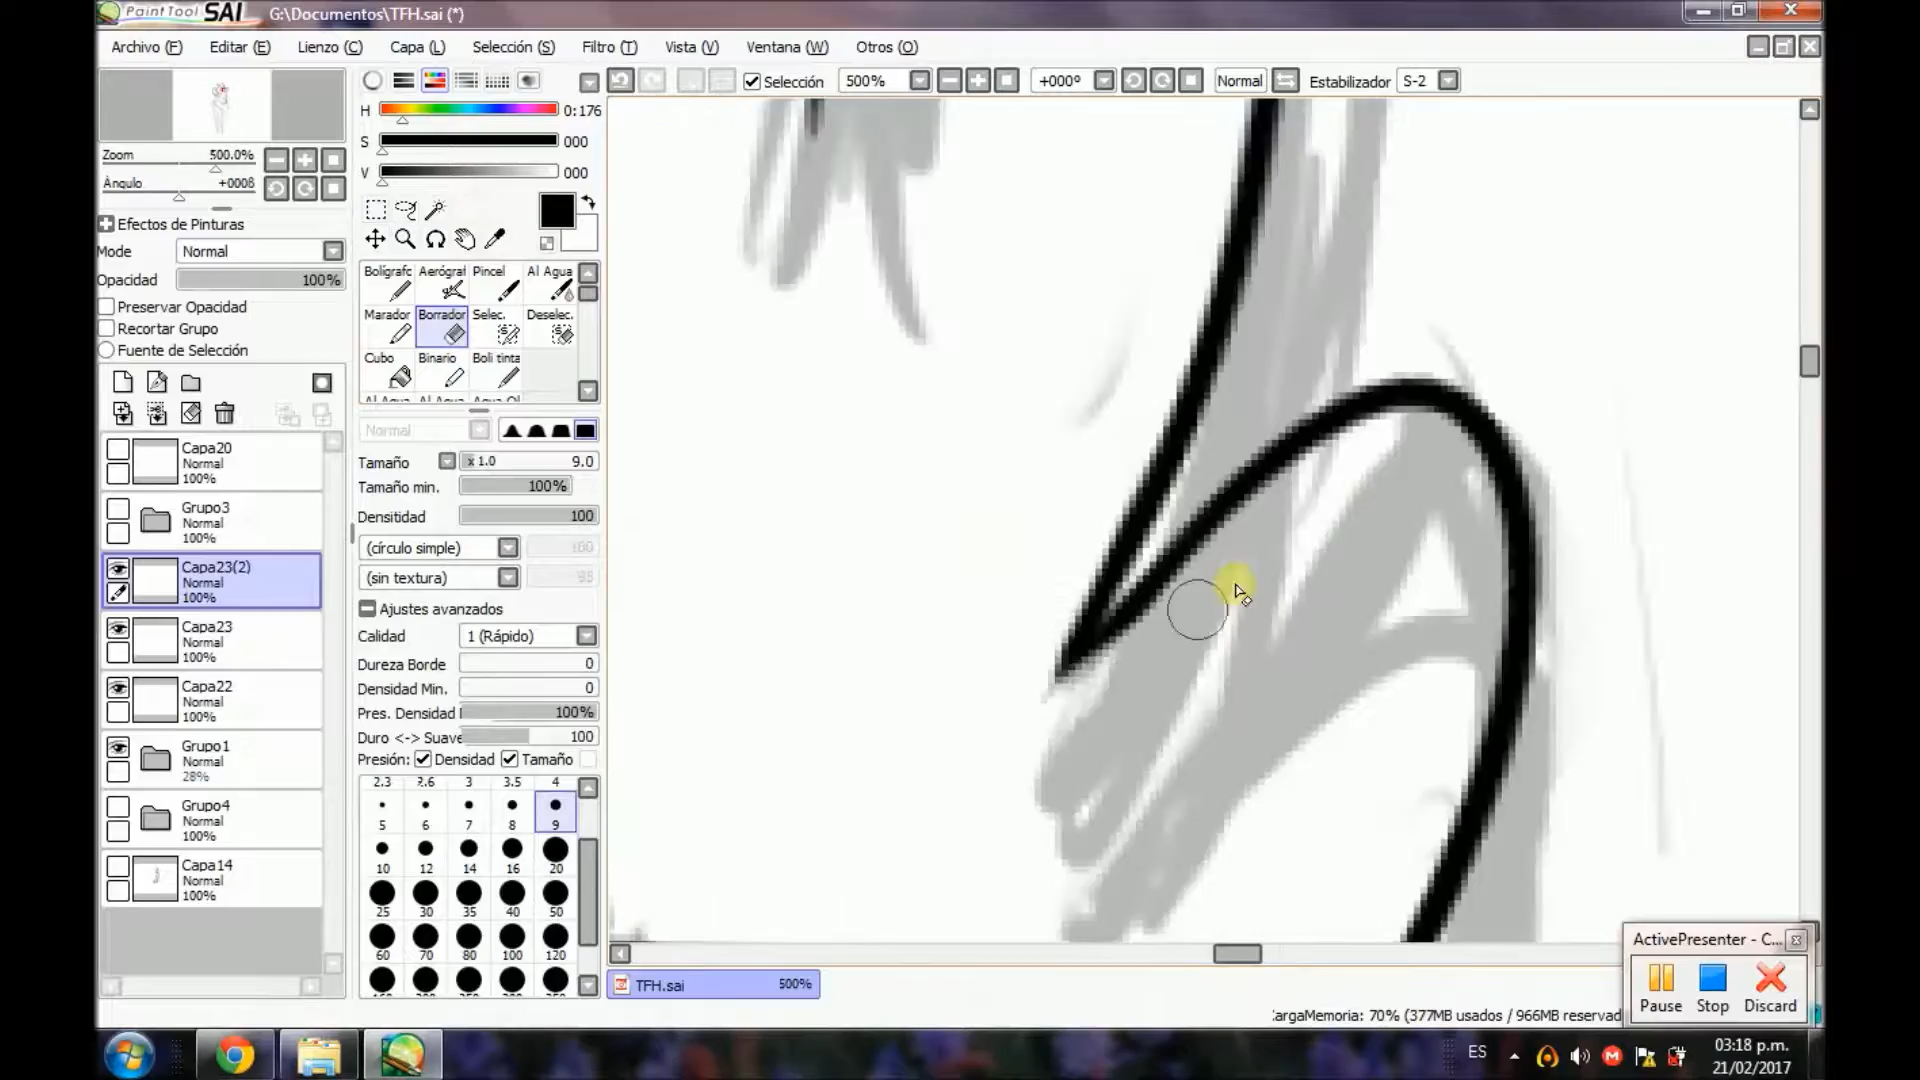 PaintTool SAI G:\Documentos\TFH.sai (*)
Archivo (F) Editar (E) Lienzo (C) Capa (L) Selección (S) Filtro (T) Vista (V) Ventana (W) Otros (O)
Selección 500% +000º Normal Estabilizador S-2
H 0:176
S 000
V 000
Zoom 500.0%
Ángulo +000ß
Efectos de Pinturas
Mode Normal
Opacidad 100%
Preservar Opacidad
Recortar Grupo
Fuente de Selección
Capa20
Normal
100%
Grupo3
Normal
100%
Capa23(2)
Normal
100%
Capa23
Normal
100%
Capa22
Normal
100%
Grupo1
Normal
28%
Grupo4
Normal
100%
Capa14
Normal
100%
Bolígrafc Aerógraf Pincel Al Agua
Marador Borrador Selec. Deselec.
Cubo Binario Boli tinta
Normal
Tamaño x 1.0 9.0
Tamaño min. 100%
Densitidad 100
(círculo simple) 100
(sin textura) 95
Ajustes avanzados
Calidad 1 (Rápido)
Dureza Borde 0
Densidad Min. 0
Pres. Densidad 100%
Duro <-> Suave 100
Presión: Densidad Tamaño
2.3 2.6 3 3.5 4
5 6 7 8 9
10 12 14 16 20
25 30 35 40 50
60 70 80 100 120
TFH.sai 500%
ActivePresenter - C...
Pause Stop Discard
:argaMemoria: 70% (377MB usados / 966MB reservad
ES
03:18 p.m.
21/02/2017